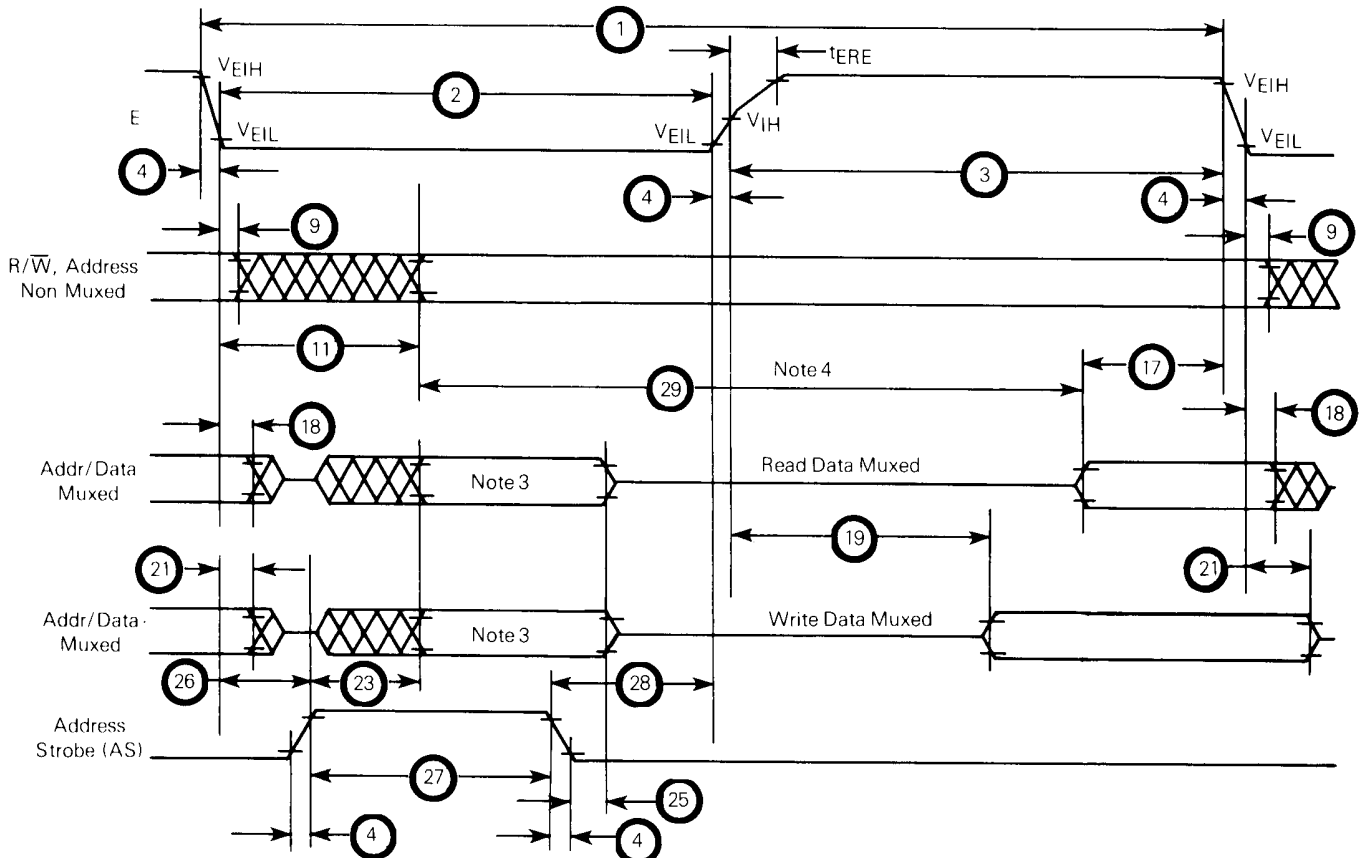 1
tERE
VEIH
VEIH
2
E
VEIL
VEIL
VIH
VEIL
4
3
4
4
9
9
R/W̅, Address
Non Muxed
11
Note 4
17
29
18
18
Addr/Data
Muxed
Note 3
Read Data Muxed
19
21
21
Addr/Data
Muxed
Note 3
Write Data Muxed
26
23
28
Address
Strobe (AS)
27
25
4
4